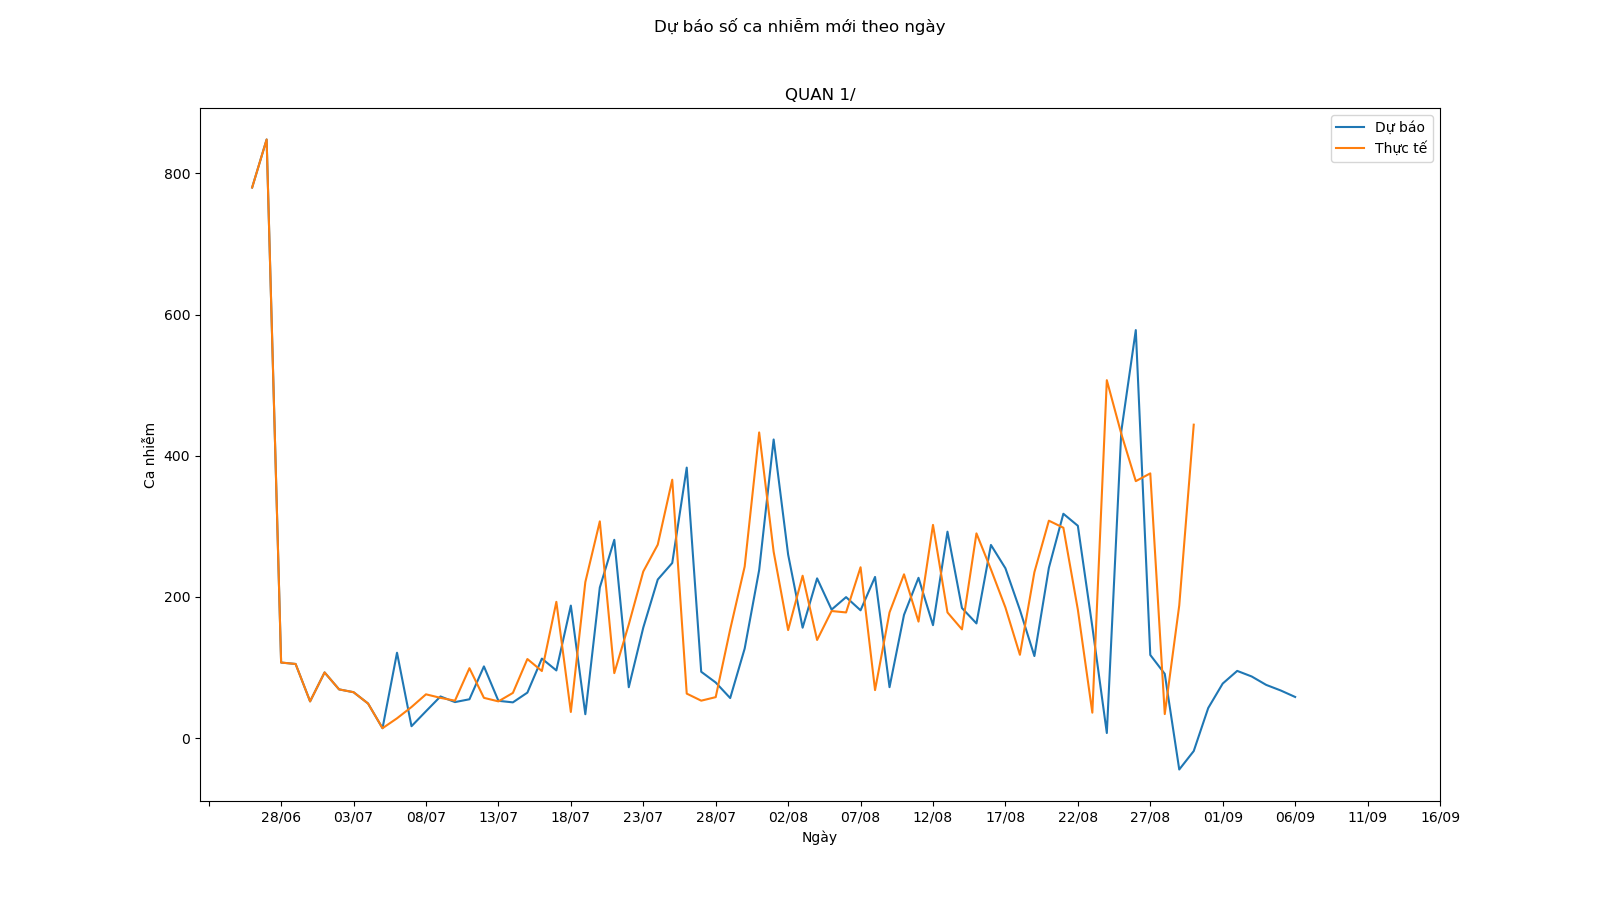 Dự báo số ca nhiễm mới theo ngày
QUAN 1/
Dự báo
Thực tế
800
600
400
200
0
Ca nhiễm
28/06 03/07 08/07 13/07 18/07 23/07 28/07 02/08 07/08 12/08 17/08 22/08 27/08 01/09 06/09 11/09 16/09
Ngày